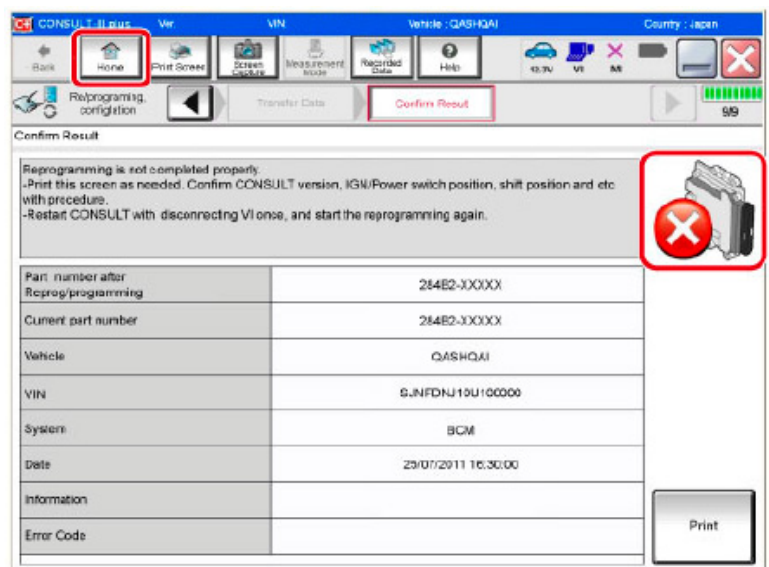 CONSULT-III plus Ver. VIN: Vehicle : QASHQAI Country : Japan
Back Home Print Screen Screen Capture Measurement Mode Recorded Data Help 12.3V VI MI
Re/programing, configration Transfer Data Confirm Result 9/9
Confirm Result
Reprogramming is not completed properly.
-Print this screen as needed. Confirm CONSULT version, IGN/Power switch position, shift position and etc
with procedure.
-Restart CONSULT with disconnecting VI once, and start the reprogramming again.
Part number after
Reprog/programming
284B2-XXXXX
Current part number 284B2-XXXXX
Vehicle QASHQAI
VIN SJNFDNJ10U100000
System BCM
Date 25/07/2011 16:30:00
Information
Error Code
Print